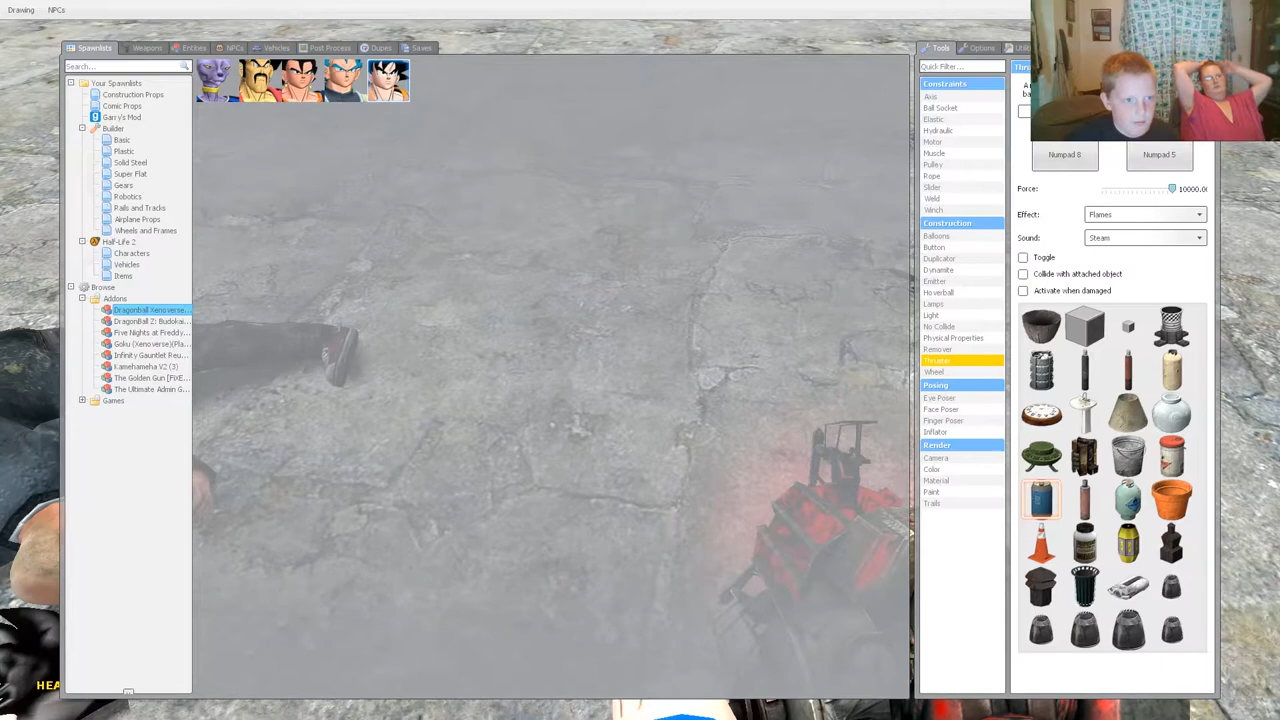 Drawing NPCs
Spawnlists Weapons Entities NPCs Vehicles Post Process Dupes Saves
Search...
Your Spawnlists
Construction Props
Comic Props
Garry's Mod
Builder
Basic
Plastic
Solid Steel
Super Flat
Gears
Robotics
Rails and Tracks
Airplane Props
Wheels and Frames
Half-Life 2
Characters
Vehicles
Items
Browse
Addons
Dragonball Xenoverse...
DragonBall Z: Budokai...
Five Nights at Freddy...
Goku (Xenoverse)(Pla...
Infinity Gauntlet Reu...
Kamehameha V2 (3)
The Golden Gun [FIXE...
The Ultimate Admin G...
Games
HEA
Tools Options Utili
Quick Filter...
Constraints
Axis
Ball Socket
Elastic
Hydraulic
Motor
Muscle
Pulley
Rope
Slider
Weld
Winch
Construction
Balloons
Button
Duplicator
Dynamite
Emitter
Hoverball
Lamps
Light
No Collide
Physical Properties
Remover
Thruster
Wheel
Posing
Eye Poser
Face Poser
Finger Poser
Inflator
Render
Camera
Color
Material
Paint
Trails
Numpad 8 Numpad 5
Force: 10000.0
Effect: Flames
Sound: Steam
Toggle
Collide with attached object
Activate when damaged